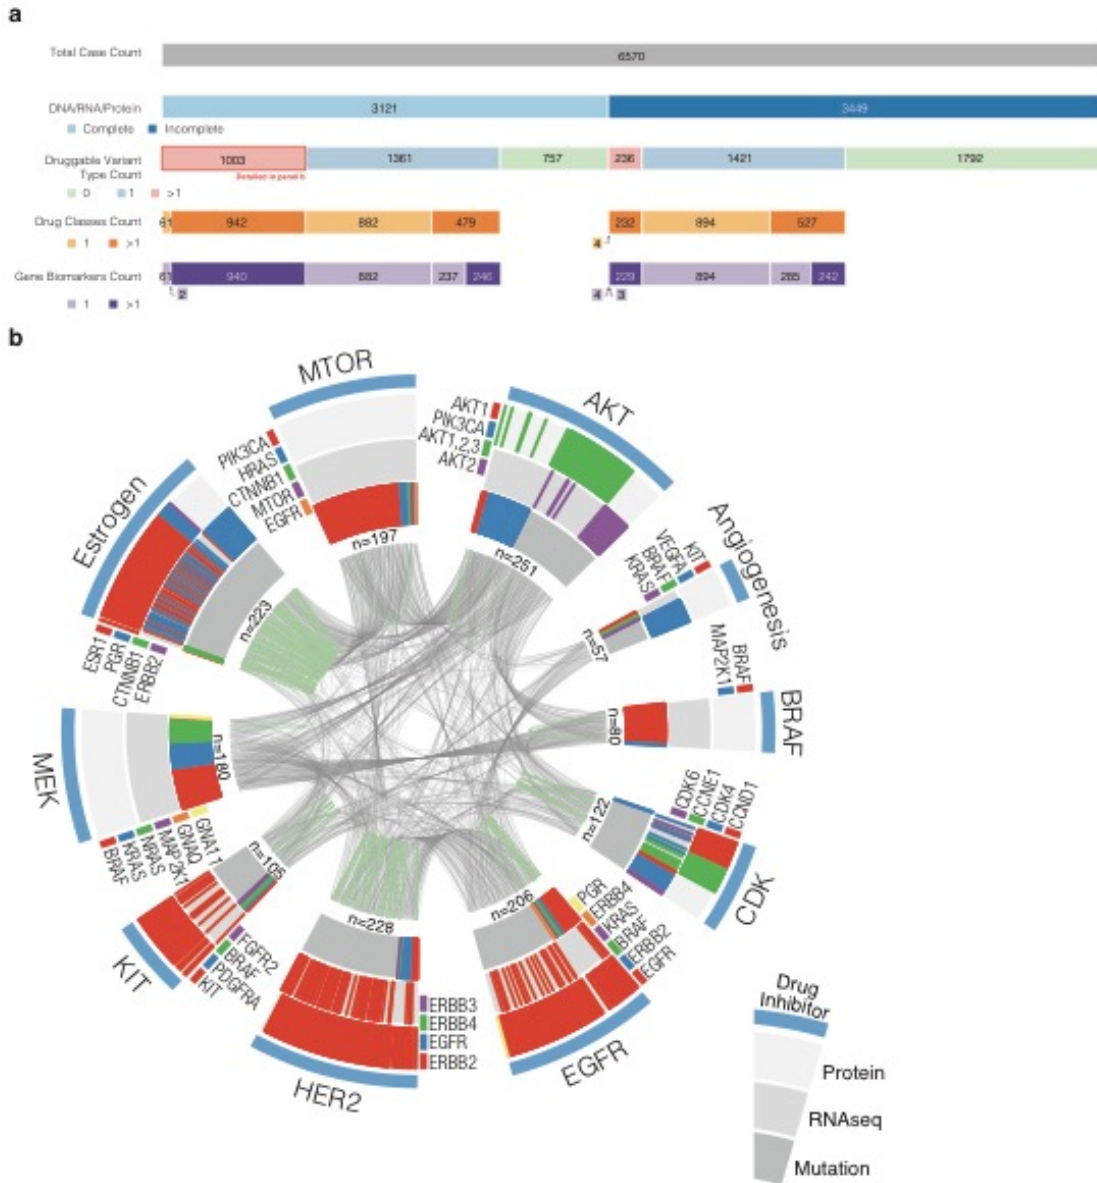 a
Total Case Count
6570
DNA/RNA/Protein
3121
3449
Complete
Incomplete
Druggable Variant
Type Count
1003
1361
757
236
1421
1792
Detailed in panel b
0
1
>1
Drug Classes Count
61
942
882
479
232
894
527
1
>1
4
Gene Biomarkers Count
61
940
882
237
246
229
894
285
242
1
>1
2
4
3
b
MTOR
PIK3CA
HRAS
CTNNB1
MTOR
EGFR
n=197
AKT
AKT1
PIK3CA
AKT1,2,3
AKT2
n=251
Angiogenesis
KIT
VEGFA
BRAF
KRAS
n=57
BRAF
BRAF
MAP2K1
n=80
CDK
CDK6
CCNE1
CDK4
CCND1
n=122
EGFR
PGR
ERBB4
KRAS
BRAF
ERBB2
EGFR
n=206
HER2
ERBB3
ERBB4
EGFR
ERBB2
n=228
KIT
FGFR2
BRAF
PDGFRA
KIT
n=105
MEK
BRAF
KRAS
NRAS
MAP2K1
GNAQ
GNA11
n=180
Estrogen
ESR1
PGR
CTNNB1
ERBB2
n=223
Drug
Inhibitor
Protein
RNAseq
Mutation